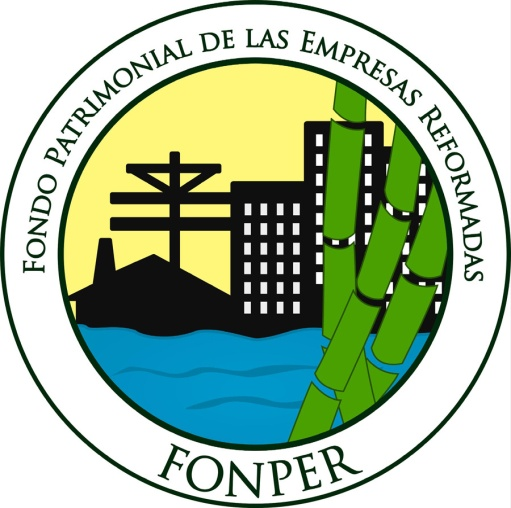 FONDO PATRIMONIAL DE LAS EMPRESAS REFORMADAS
FONPER